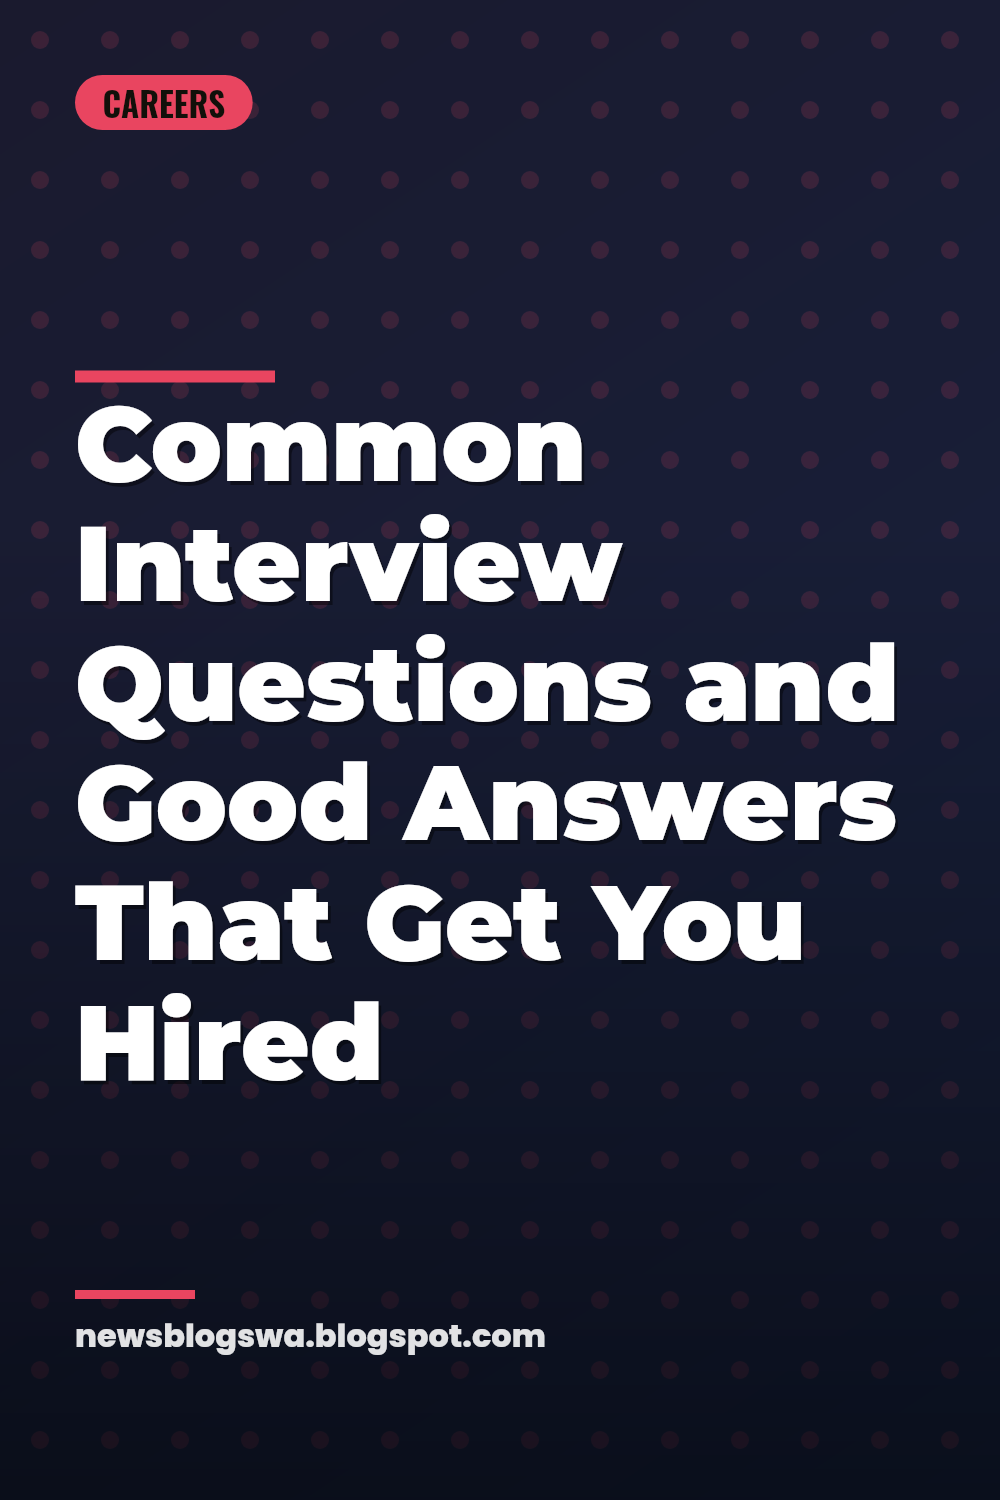 CAREERS
Common
Interview
Questions and
Good Answers
That Get You
Hired
newsblogswa.blogspot.com